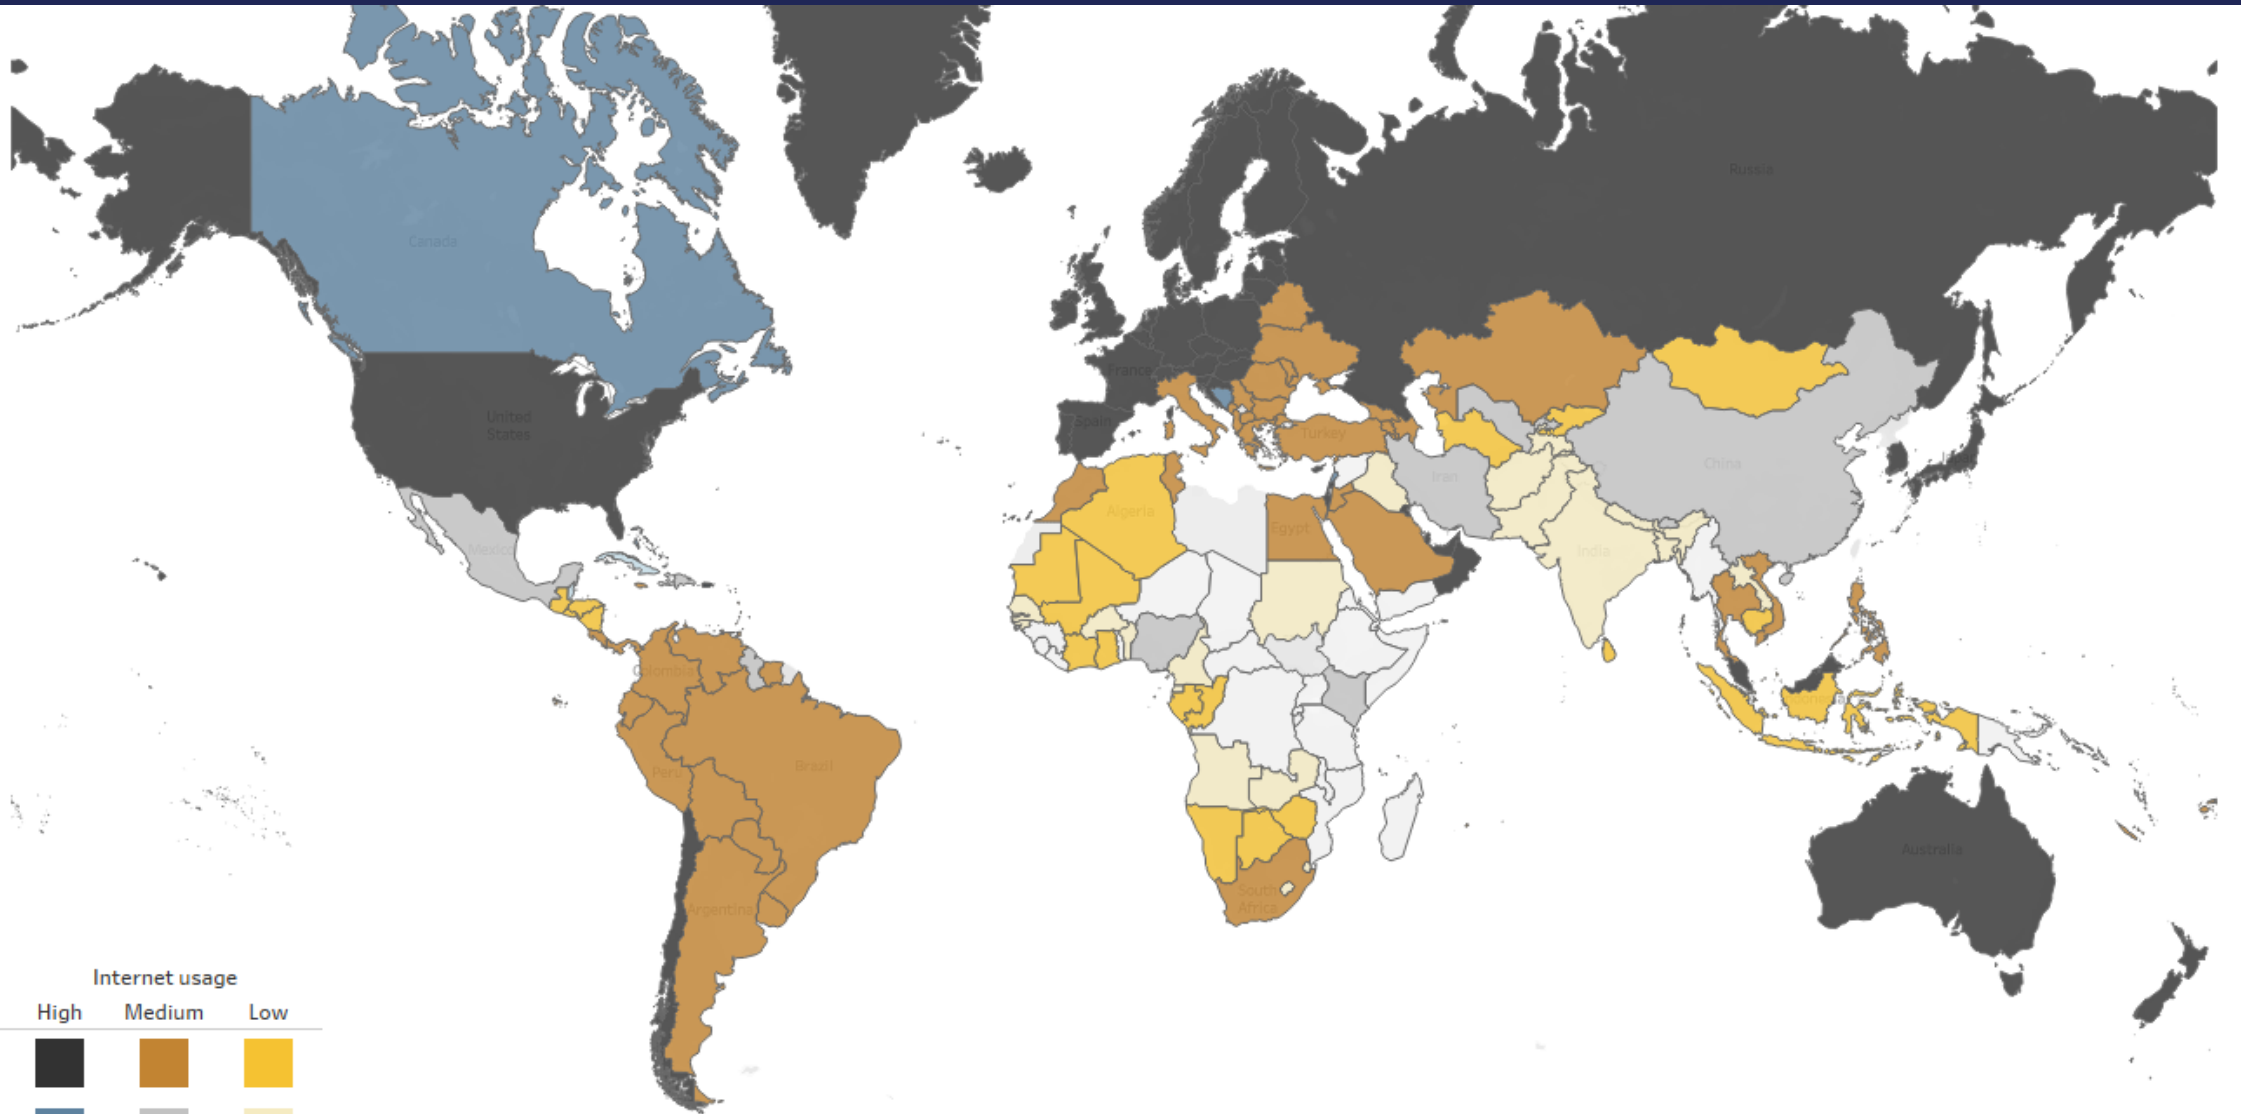 Russia
Canada
France
United
States
Spain
Turkey
China
Iran
Mexico
Algeria
Egypt
India
Colombia
Indonesia
Brazil
Peru
Australia
South
Africa
Argentina
Internet usage
High Medium Low